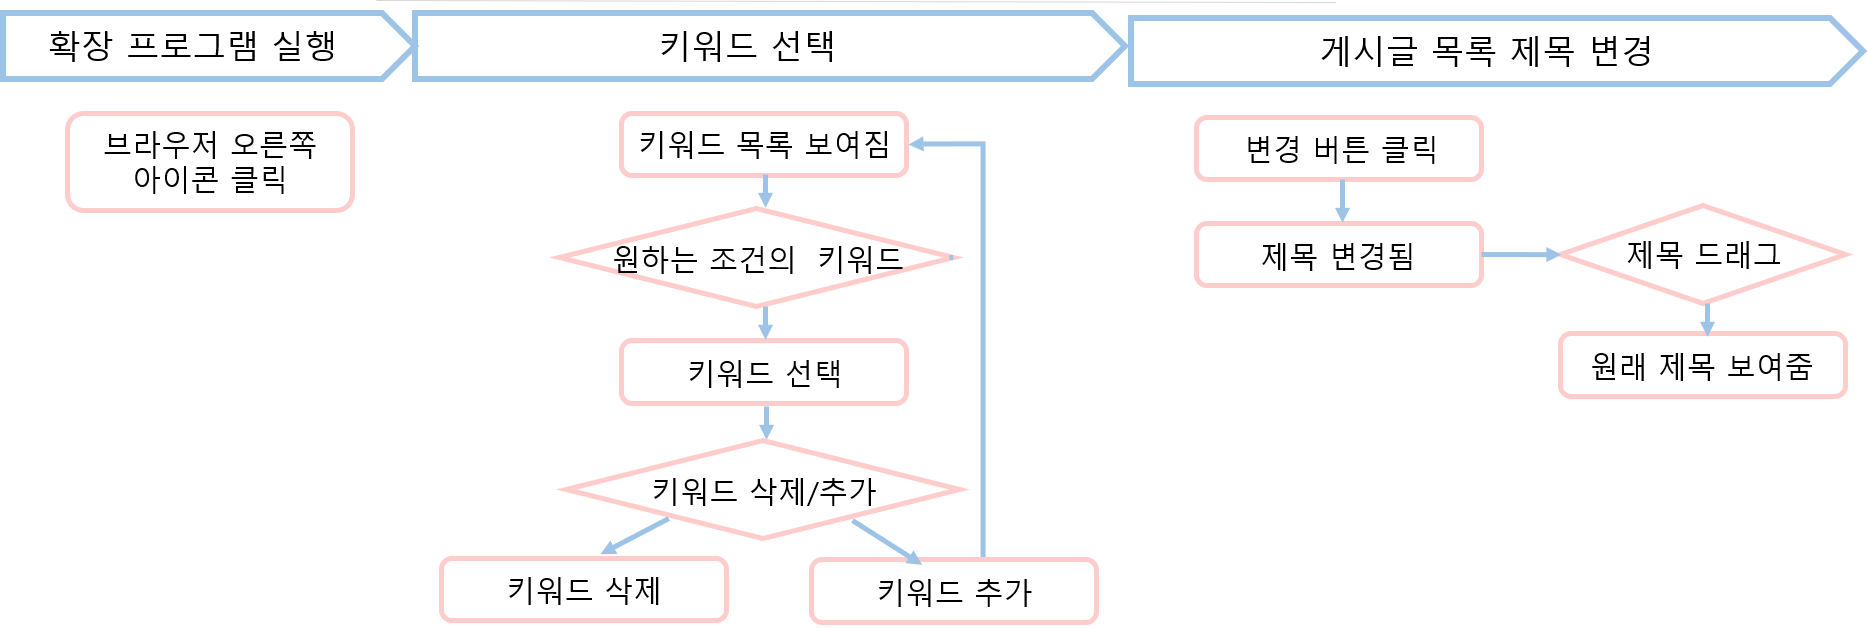 확장 프로그램 실행
키워드 선택
게시글 목록 제목 변경
브라우저 오른쪽
아이콘 클릭
키워드 목록 보여짐
원하는 조건의  키워드
키워드 선택
키워드 삭제/추가
키워드 삭제
키워드 추가
변경 버튼 클릭
제목 변경됨
제목 드래그
원래 제목 보여줌